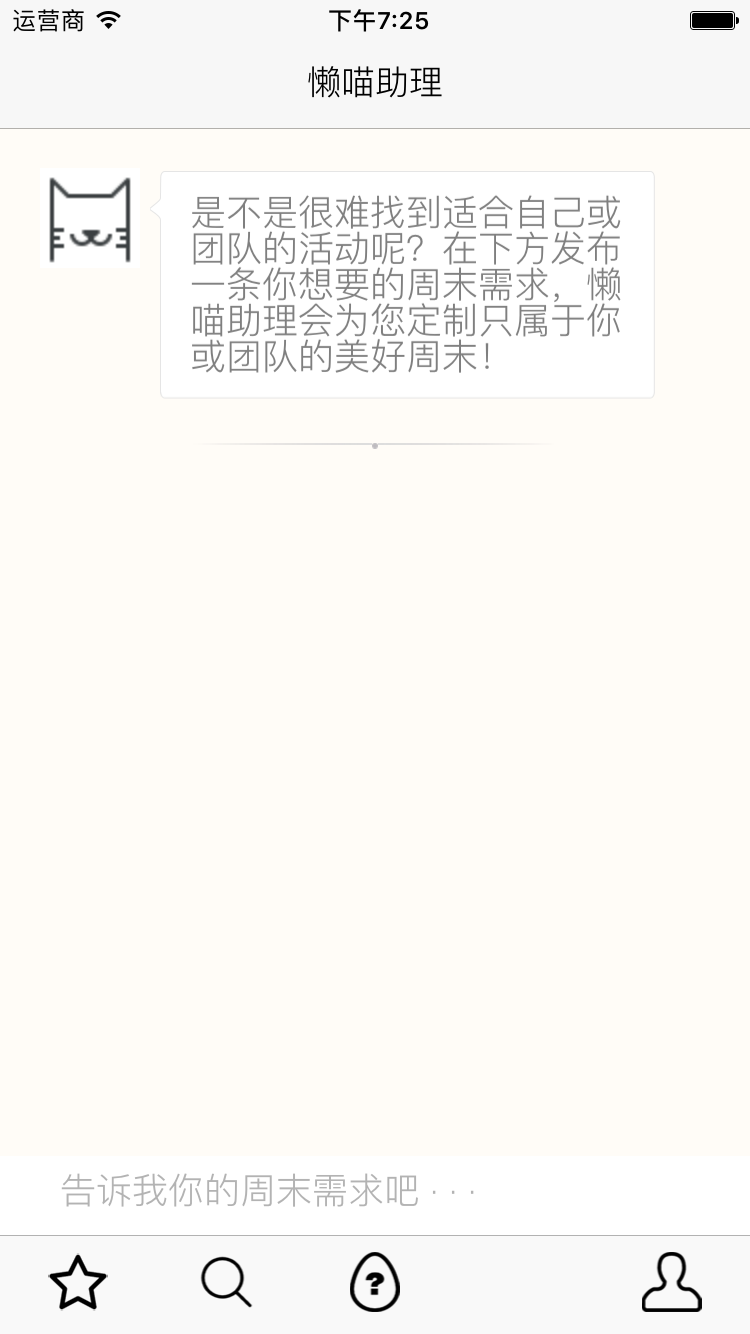 运营商
下午7:25
懒喵助理
是不是很难找到适合自己或
团队的活动呢？在下方发布
一条你想要的周末需求，懒
喵助理会为您定制只属于你
或团队的美好周末！
告诉我你的周末需求吧 · · ·
?